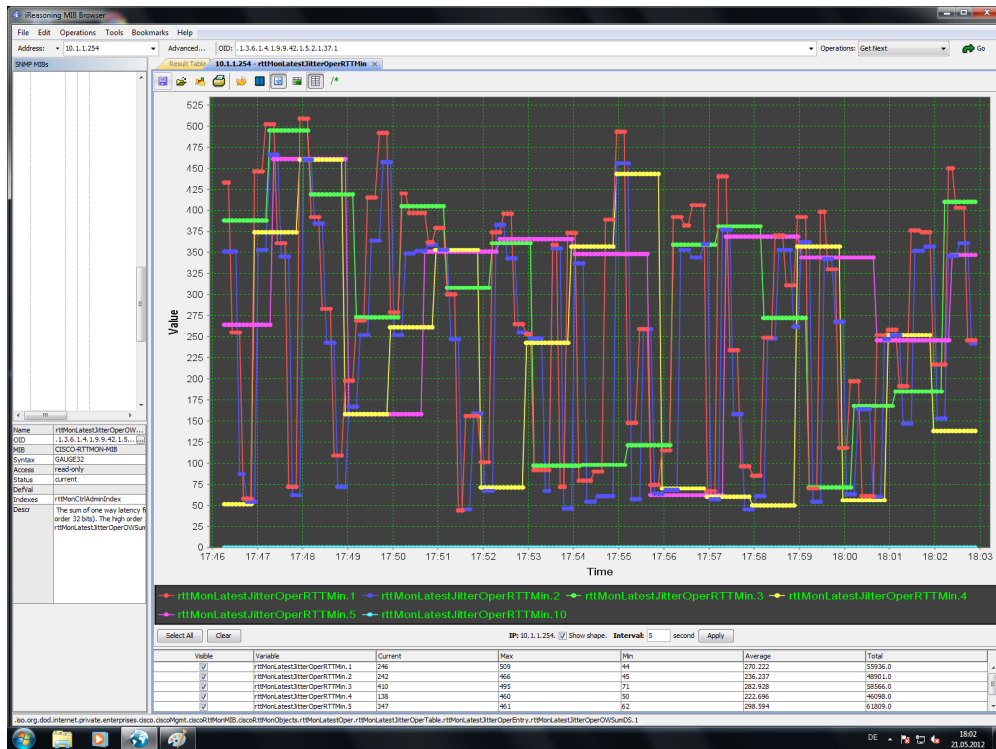 iReasoning MIB Browser
File Edit Operations Tools Bookmarks Help
Address: 10.1.1.254 Advanced... OID: .1.3.6.1.4.1.9.9.42.1.5.2.1.37.1 Operations: Get Next Go
SNMP MIBs
Result Table 10.1.1.254 - rttMonLatestJitterOperRTTMin
/*
525
500
475
450
425
400
375
350
325
300
275
250
225
200
175
150
125
100
75
50
25
0
Value
17:46 17:47 17:48 17:49 17:50 17:51 17:52 17:53 17:54 17:55 17:56 17:57 17:58 17:59 18:00 18:01 18:02 18:03
Time
rttMonLatestJitterOperRTTMin.1 rttMonLatestJitterOperRTTMin.2 rttMonLatestJitterOperRTTMin.3 rttMonLatestJitterOperRTTMin.4
rttMonLatestJitterOperRTTMin.5 rttMonLatestJitterOperRTTMin.10
Name rttMonLatestJitterOperOW...
OID .1.3.6.1.4.1.9.9.42.1.5... ...
MIB CISCO-RTTMON-MIB
Syntax GAUGE32
Access read-only
Status current
DefVal
Indexes rttMonCtrlAdminIndex
Descr The sum of one way latency
order 32 bits). The high order
rttMonLatestJitterOperOWSum
Select All Clear IP: 10.1.1.254. Show shape. Interval: 5 second Apply
Visible Variable Current Max Min Average Total
rttMonLatestJitterOperRTTMin.1 246 509 44 270.222 55936.0
rttMonLatestJitterOperRTTMin.2 242 466 45 236.237 48901.0
rttMonLatestJitterOperRTTMin.3 410 495 71 282.928 58566.0
rttMonLatestJitterOperRTTMin.4 138 460 50 222.696 46098.0
rttMonLatestJitterOperRTTMin.5 347 461 62 298.594 61809.0
.iso.org.dod.internet.private.enterprises.cisco.ciscoMgmt.ciscoRttMonMIB.ciscoRttMonObjects.rttMonLatestOper.rttMonLatestJitterOperTable.rttMonLatestJitterOperEntry.rttMonLatestJitterOperOWSumDS.1
DE 18:02
21.05.2012